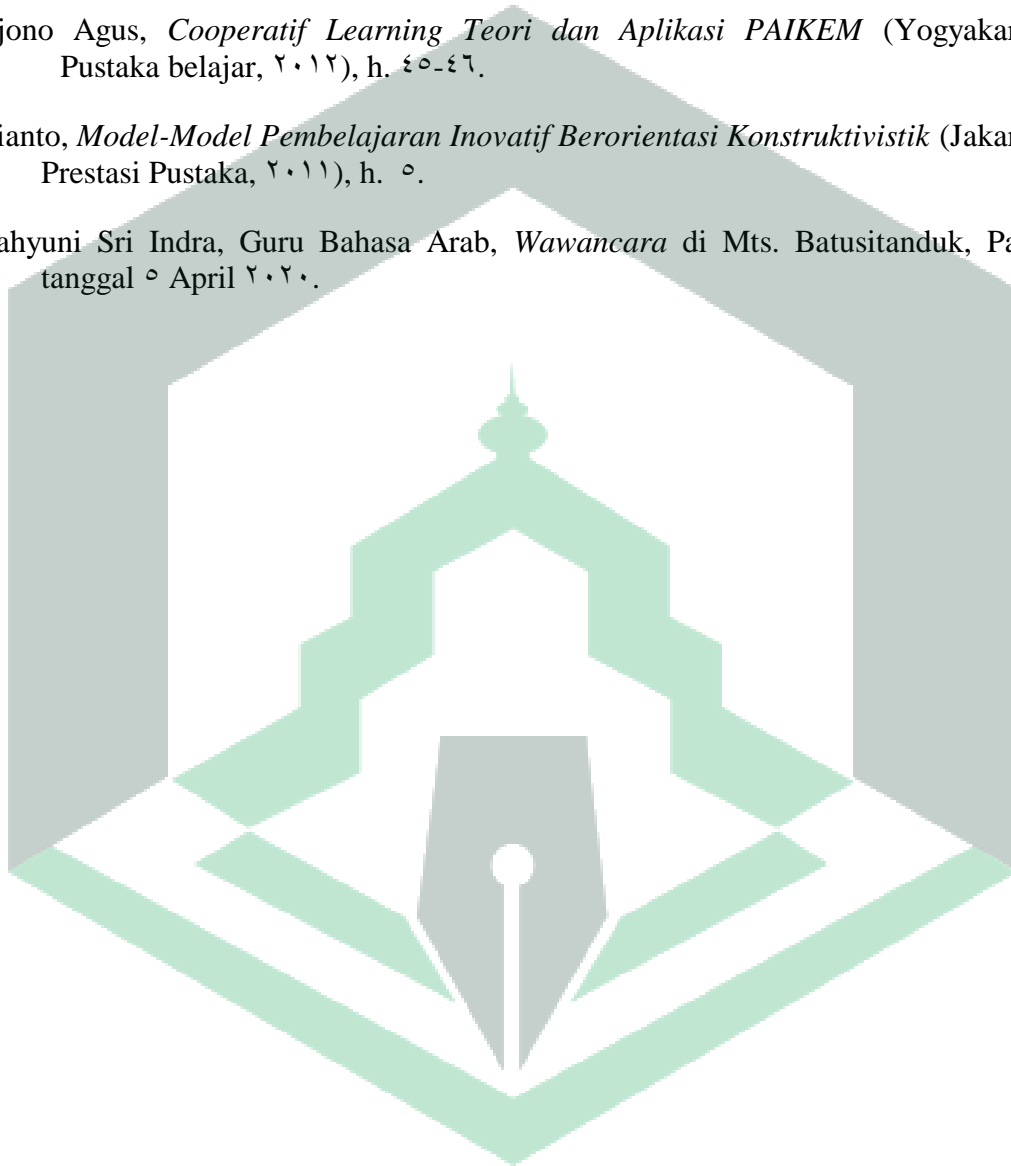 jono Agus, Cooperatif Learning Teori dan Aplikasi PAIKEM (Yogyakar
Pustaka belajar, ٢٠١٢), h. ٤٥-٤٦.
ianto, Model-Model Pembelajaran Inovatif Berorientasi Konstruktivistik (Jakar
Prestasi Pustaka, ٢٠١١), h. ٥.
ahyuni Sri Indra, Guru Bahasa Arab, Wawancara di Mts. Batusitanduk, Pa
tanggal ٥ April ٢٠٢٠.